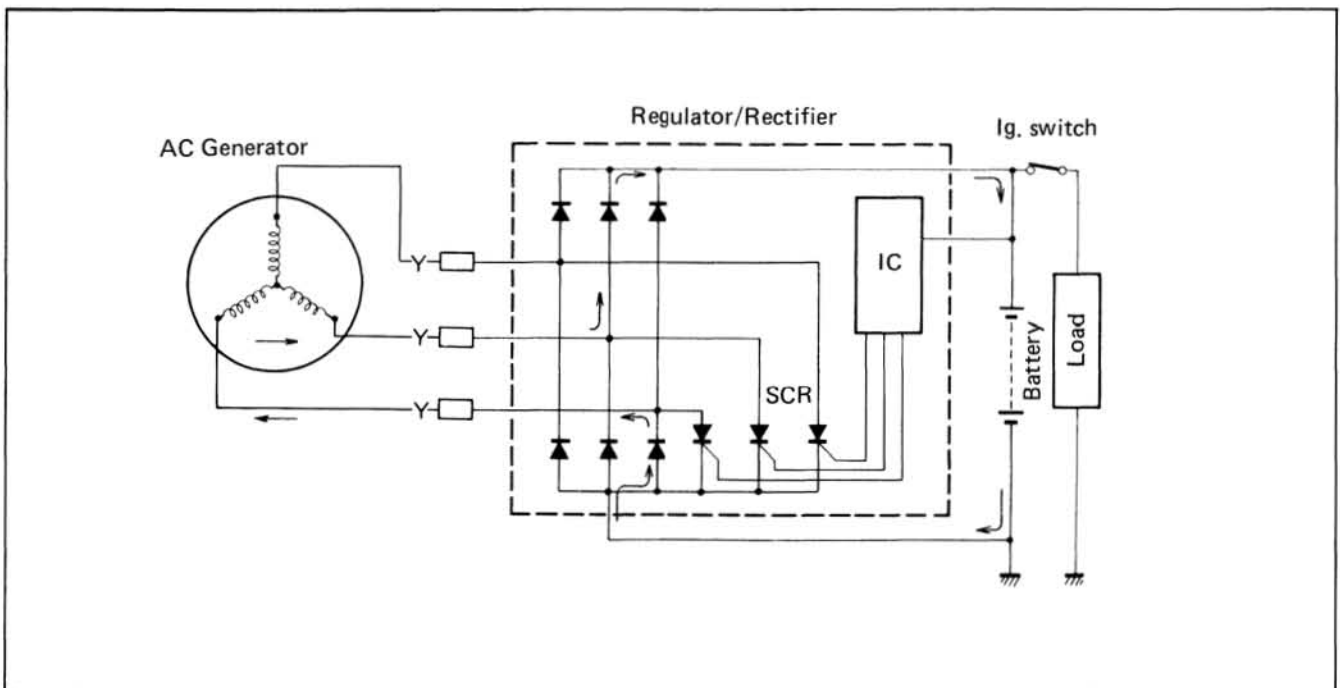 Regulator/Rectifier
Ig. switch
AC Generator
Y
IC
Y
Battery
Load
SCR
Y